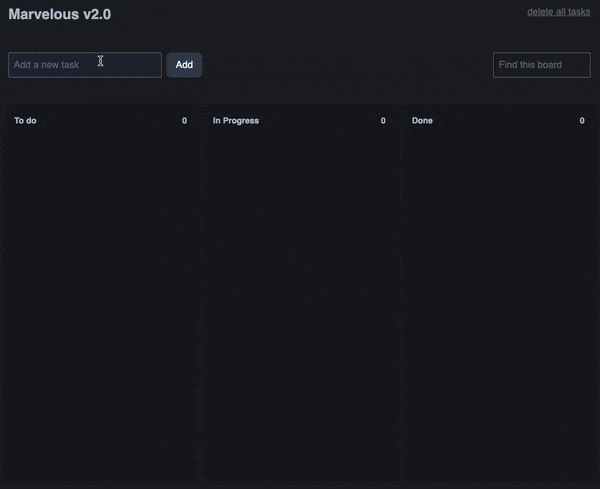 Marvelous v2.0
delete all tasks
Add a new task
Add
Find this board
To do 0
In Progress 0
Done 0